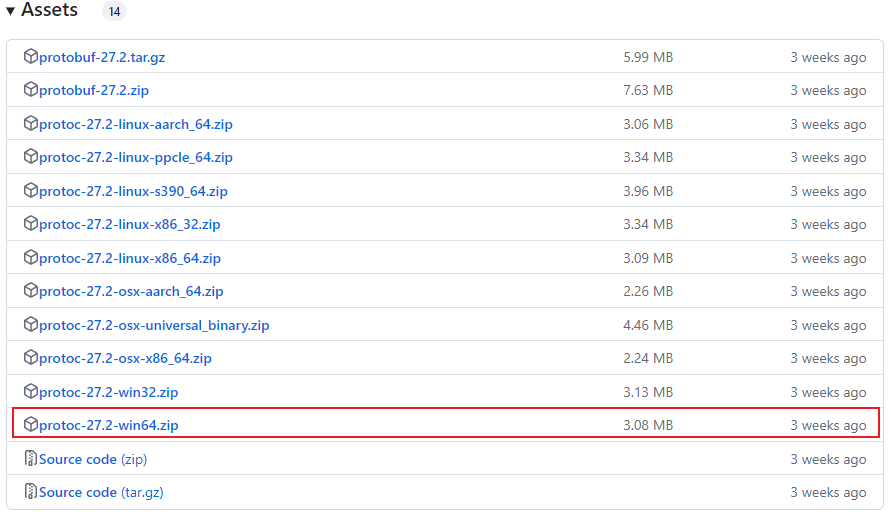 Assets 14
protobuf-27.2.tar.gz 5.99 MB 3 weeks ago
protobuf-27.2.zip 7.63 MB 3 weeks ago
protoc-27.2-linux-aarch_64.zip 3.06 MB 3 weeks ago
protoc-27.2-linux-ppcle_64.zip 3.34 MB 3 weeks ago
protoc-27.2-linux-s390_64.zip 3.96 MB 3 weeks ago
protoc-27.2-linux-x86_32.zip 3.34 MB 3 weeks ago
protoc-27.2-linux-x86_64.zip 3.09 MB 3 weeks ago
protoc-27.2-osx-aarch_64.zip 2.26 MB 3 weeks ago
protoc-27.2-osx-universal_binary.zip 4.46 MB 3 weeks ago
protoc-27.2-osx-x86_64.zip 2.24 MB 3 weeks ago
protoc-27.2-win32.zip 3.13 MB 3 weeks ago
protoc-27.2-win64.zip 3.08 MB 3 weeks ago
Source code (zip) 3 weeks ago
Source code (tar.gz) 3 weeks ago